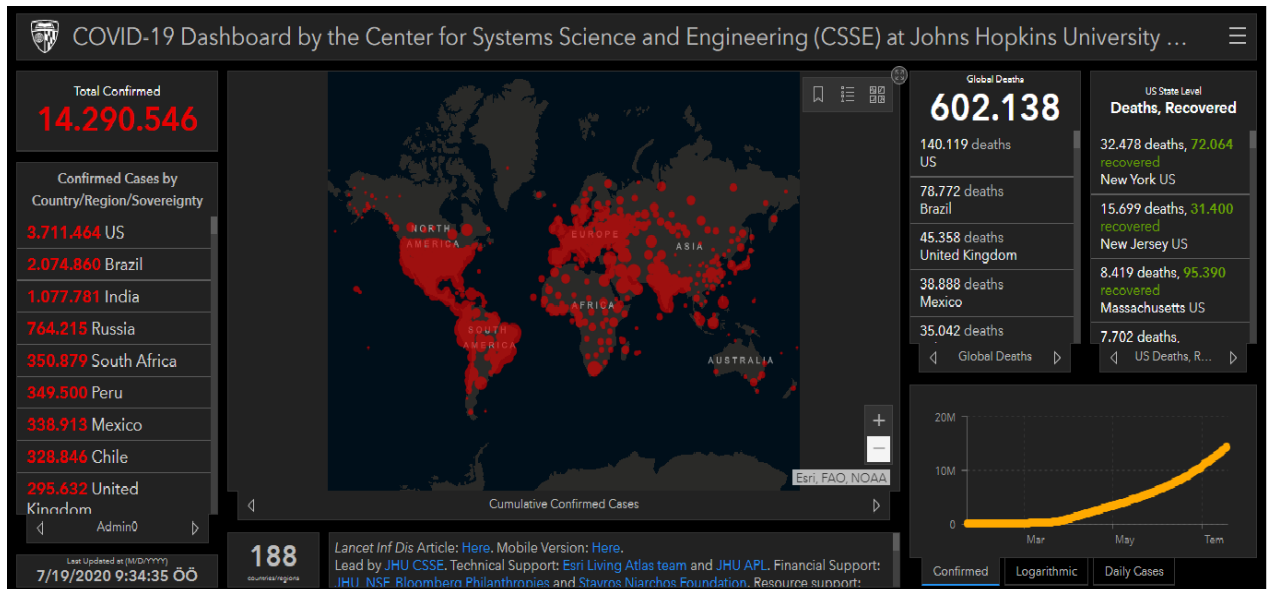 COVID-19 Dashboard by the Center for Systems Science and Engineering (CSSE) at Johns Hopkins University ...
Total Confirmed
14.290.546
Confirmed Cases by
Country/Region/Sovereignty
3.711.464 US
2.074.860 Brazil
1.077.781 India
764.215 Russia
350.879 South Africa
349.500 Peru
338.913 Mexico
328.846 Chile
295.632 United
Kingdom
Admin0
Last Updated at (M/D/YYYY)
7/19/2020 9:34:35 ÖÖ
NORTH
AMERICA
EUROPE
ASIA
AFRICA
SOUTH
AMERICA
AUSTRALIA
Esri, FAO, NOAA
Cumulative Confirmed Cases
188
countries/regions
Lancet Inf Dis Article: Here. Mobile Version: Here.
Lead by JHU CSSE. Technical Support: Esri Living Atlas team and JHU APL. Financial Support:
JHU, NSF, Bloomberg Philanthropies and Stavros Niarchos Foundation. Resource support:
Global Deaths
602.138
140.119 deaths
US
78.772 deaths
Brazil
45.358 deaths
United Kingdom
38.888 deaths
Mexico
35.042 deaths
Global Deaths
US State Level
Deaths, Recovered
32.478 deaths, 72.064
recovered
New York US
15.699 deaths, 31.400
recovered
New Jersey US
8.419 deaths, 95.390
recovered
Massachusetts US
7.702 deaths,
US Deaths, R...
20M
10M
0
Mar
May
Tem
Confirmed
Logarithmic
Daily Cases